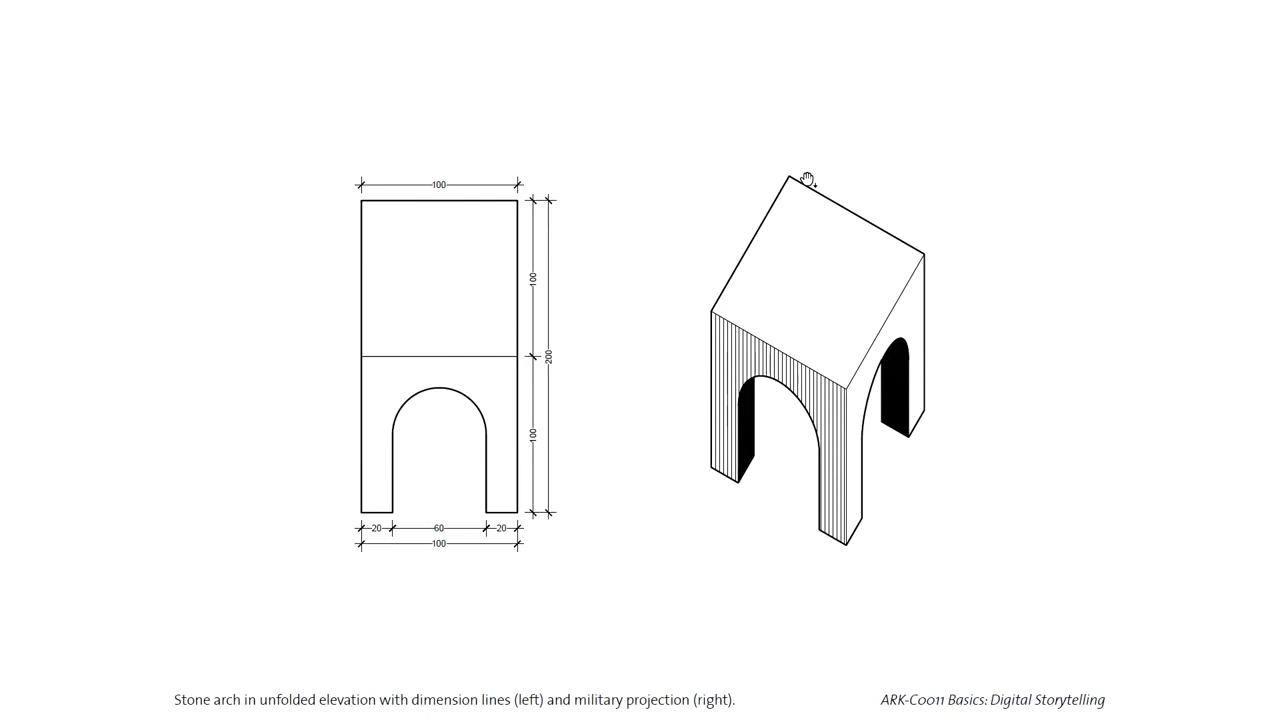 100
100
200
100
20 60 20
100
Stone arch in unfolded elevation with dimension lines (left) and military projection (right).
ARK-C0011 Basics: Digital Storytelling